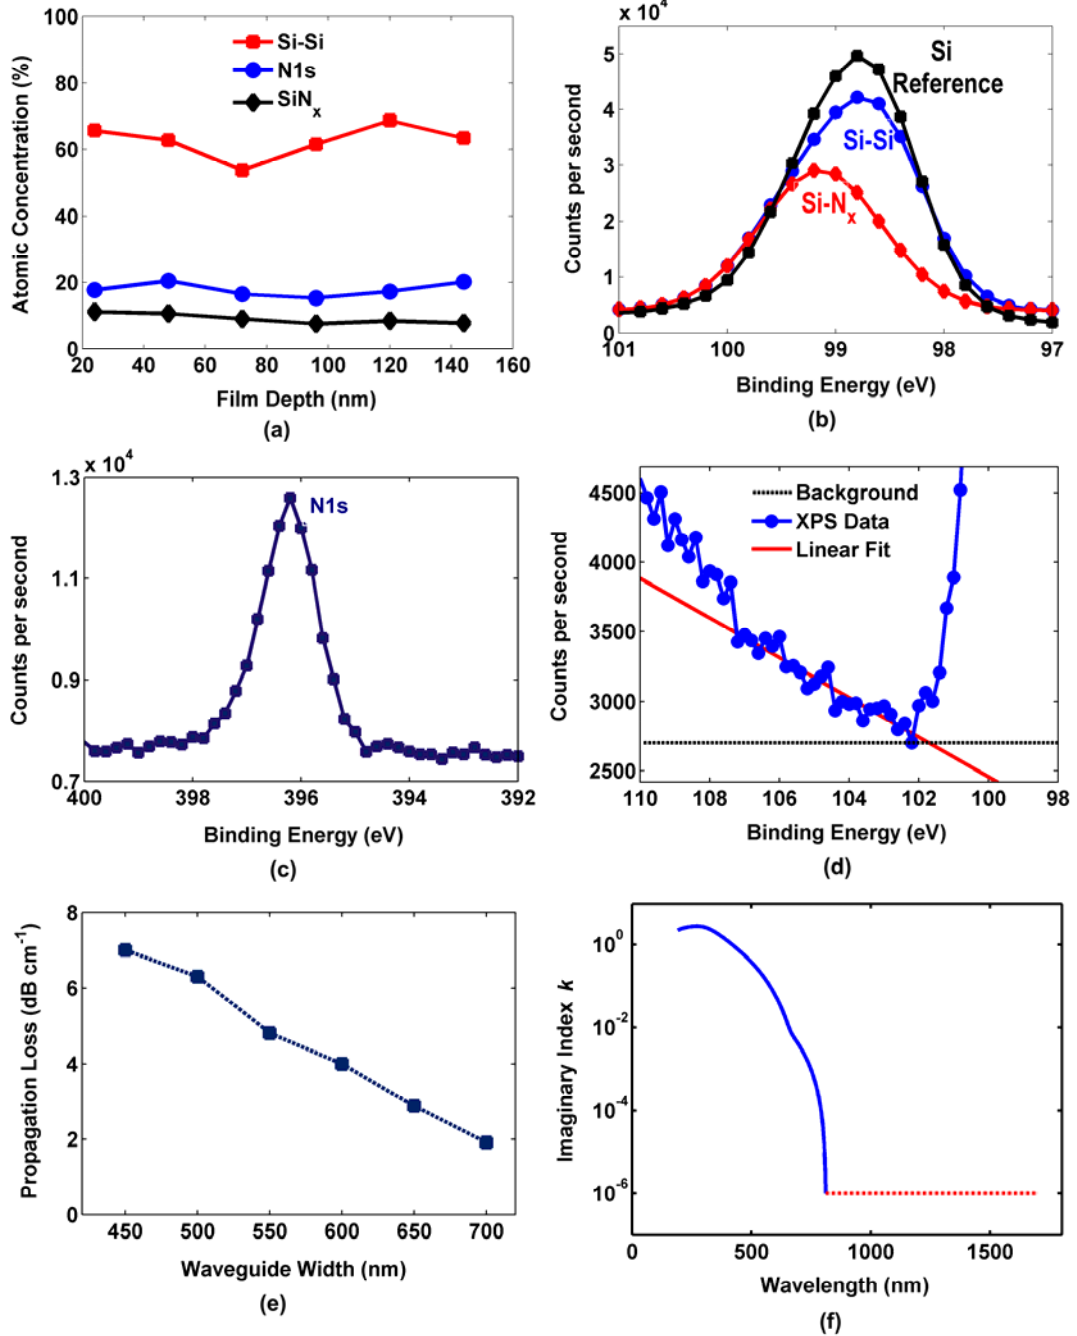 100
80
60
40
20
0
Atomic Concentration (%)
Si-Si
N1s
SiNx
20 40 60 80 100 120 140 160
Film Depth (nm)
(a)
x 10^4
5
4
3
2
1
0
Counts per second
Si
Reference
Si-Si
Si-Nx
101 100 99 98 97
Binding Energy (eV)
(b)
x 10^4
1.3
1.1
0.9
0.7
Counts per second
N1s
400 398 396 394 392
Binding Energy (eV)
(c)
4500
4000
3500
3000
2500
Counts per second
Background
XPS Data
Linear Fit
110 108 106 104 102 100 98
Binding Energy (eV)
(d)
8
6
4
2
0
Propagation Loss (dB cm^-1)
450 500 550 600 650 700
Waveguide Width (nm)
(e)
10^0
10^-2
10^-4
10^-6
Imaginary Index k
0 500 1000 1500
Wavelength (nm)
(f)